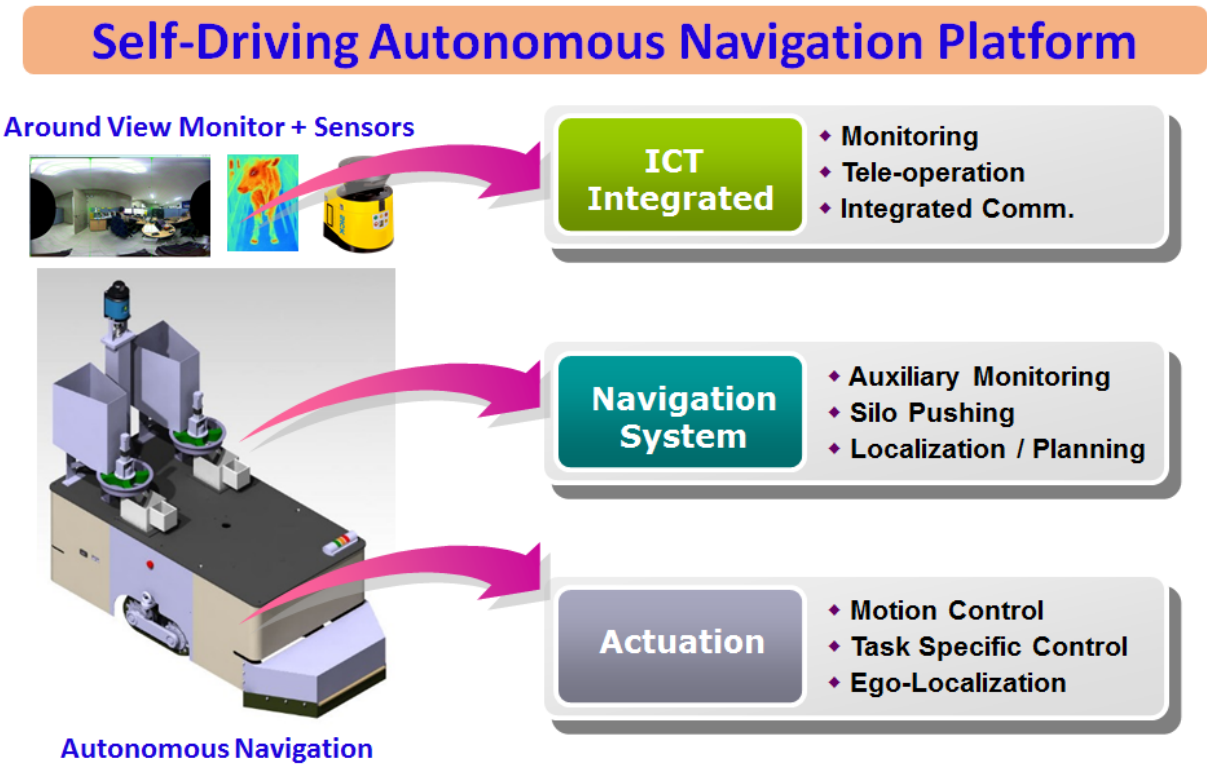 Self-Driving Autonomous Navigation Platform
Around View Monitor + Sensors
ICT
Integrated
◆ Monitoring
◆ Tele-operation
◆ Integrated Comm.
Navigation
System
◆ Auxiliary Monitoring
◆ Silo Pushing
◆ Localization / Planning
Actuation
◆ Motion Control
◆ Task Specific Control
◆ Ego-Localization
Autonomous Navigation